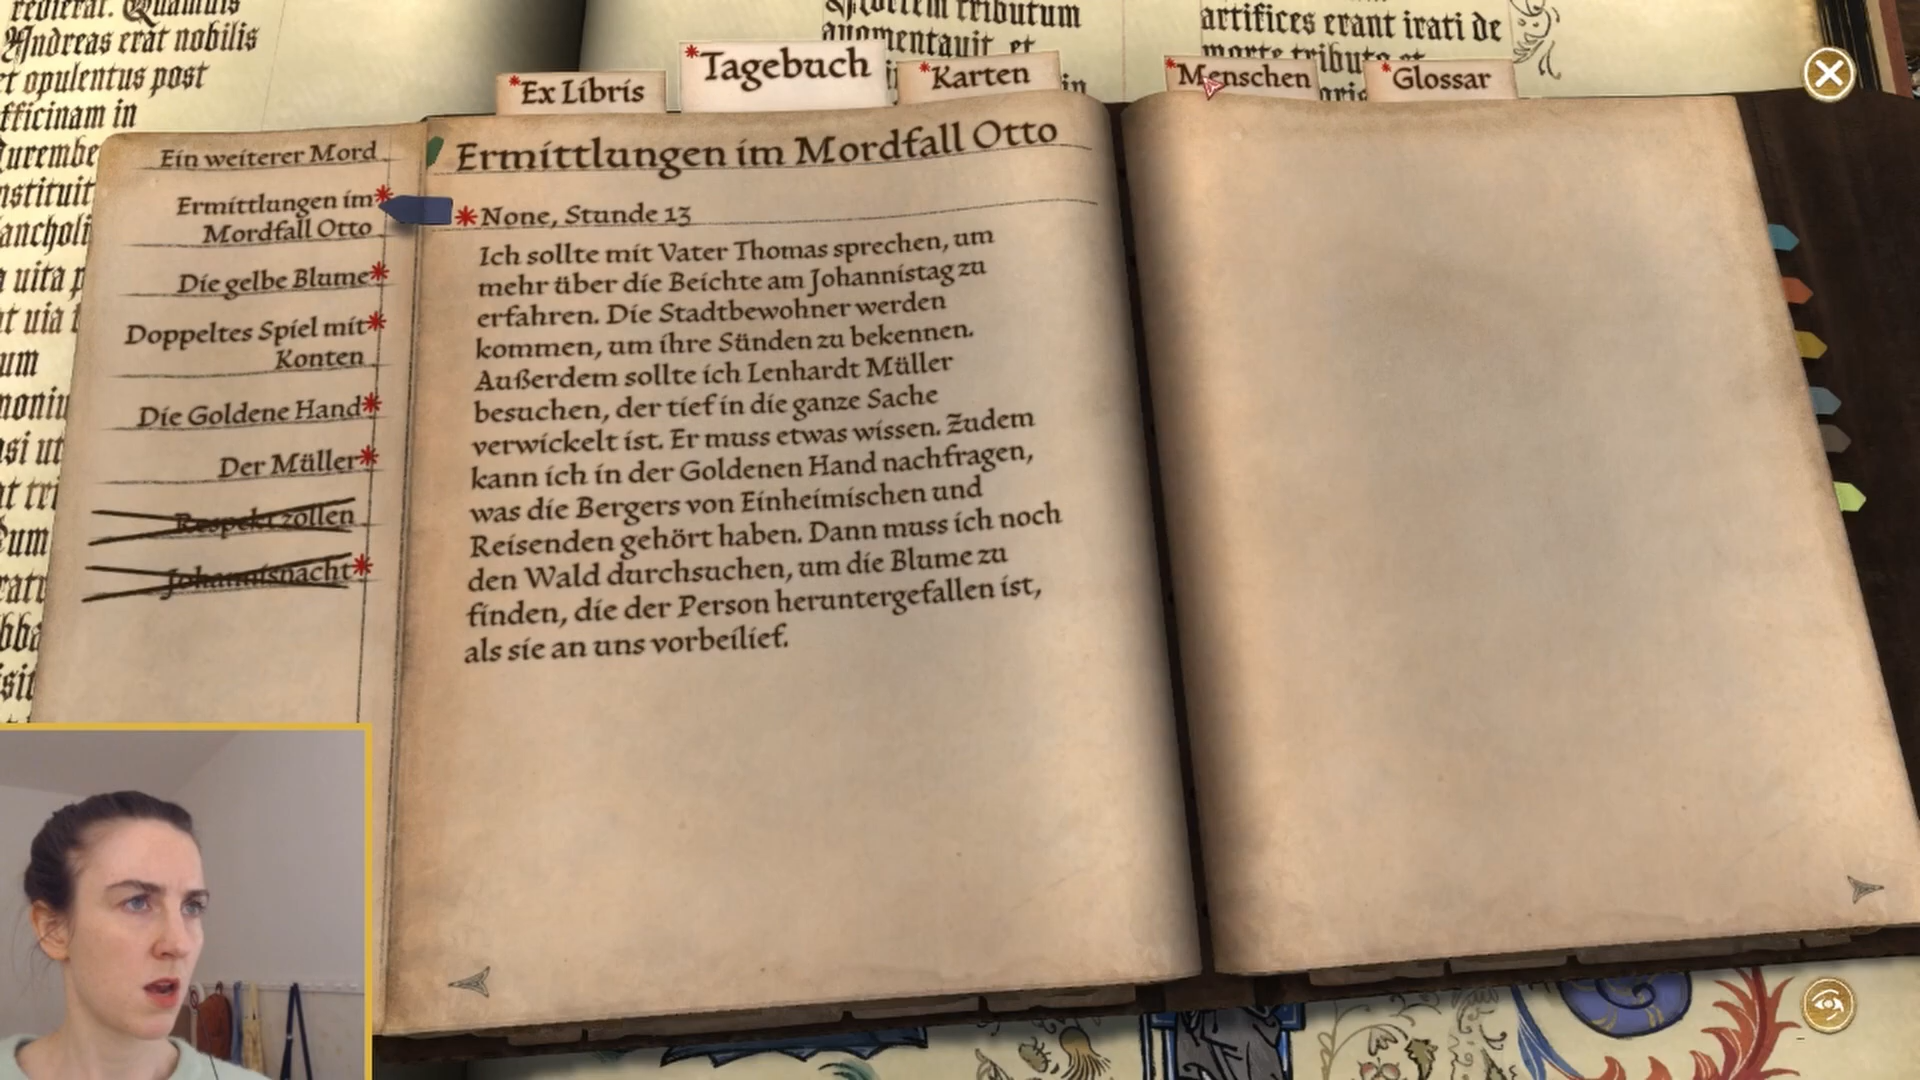 Andreas erat nobilis
et opulentus post
augmentauit et
artifices erant irati de
morte tributo et
Ex Libris
Tagebuch
Karten
Menschen
Glossar
Ein weiterer Mord
Ermittlungen im
Mordfall Otto
Die gelbe Blume
Doppeltes Spiel mit
Konten
Die Goldene Hand
Der Müller
Respekt zollen
Johannisnacht
Ermittlungen im Mordfall Otto
None, Stunde 13
Ich sollte mit Vater Thomas sprechen, um
mehr über die Beichte am Johannistag zu
erfahren. Die Stadtbewohner werden
kommen, um ihre Sünden zu bekennen.
Außerdem sollte ich Lenhardt Müller
besuchen, der tief in die ganze Sache
verwickelt ist. Er muss etwas wissen. Zudem
kann ich in der Goldenen Hand nachfragen,
was die Bergers von Einheimischen und
Reisenden gehört haben. Dann muss ich noch
den Wald durchsuchen, um die Blume zu
finden, die der Person heruntergefallen ist,
als sie an uns vorbeilief.